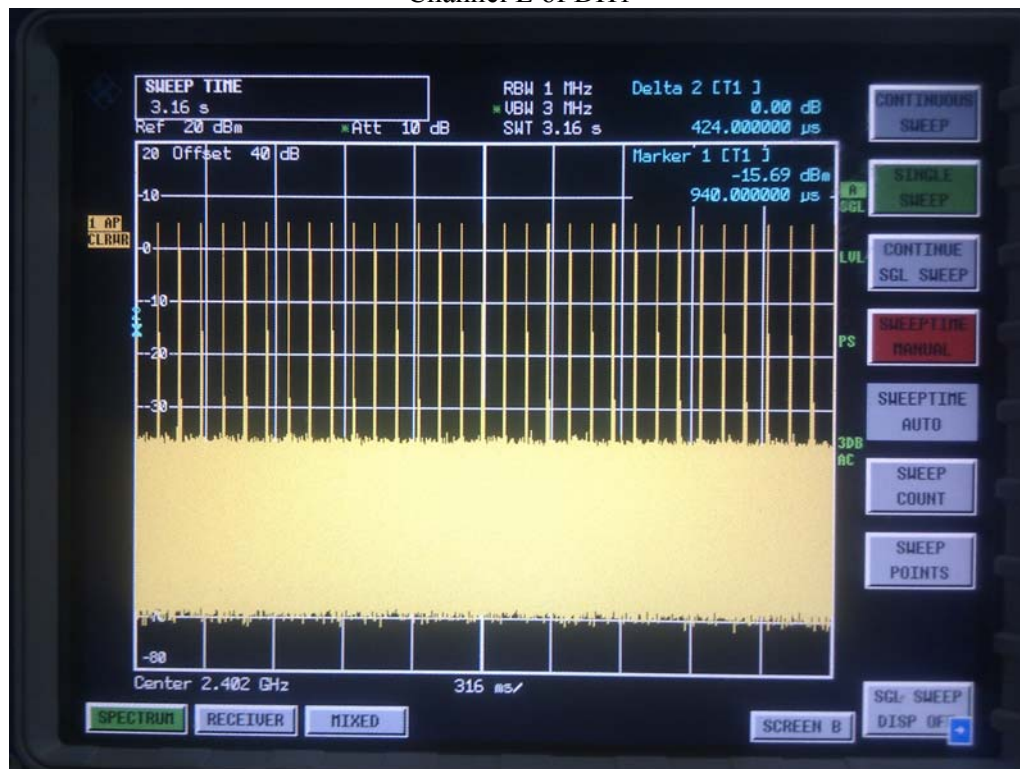 SWEEP TIME
3.16 s
RBW 1 MHz
*VBW 3 MHz
SWT 3.16 s
Delta 2 [T1 ]
0.00 dB
424.000000 µs
Ref 20 dBm
*Att 10 dB
20 Offset 40 dB
Marker 1 [T1 ]
-15.69 dBm
940.000000 µs
A
SGL
1 AP
CLRWR
-10
-0
LVL
--10
PS
--20
--30
3DB
AC
-80
Center 2.402 GHz
316 ms/
CONTINUOUS
SWEEP
SINGLE
SWEEP
CONTINUE
SGL SWEEP
SWEEPTIME
MANUAL
SWEEPTIME
AUTO
SWEEP
COUNT
SWEEP
POINTS
SGL SWEEP
DISP OFF
SPECTRUM
RECEIVER
MIXED
SCREEN B